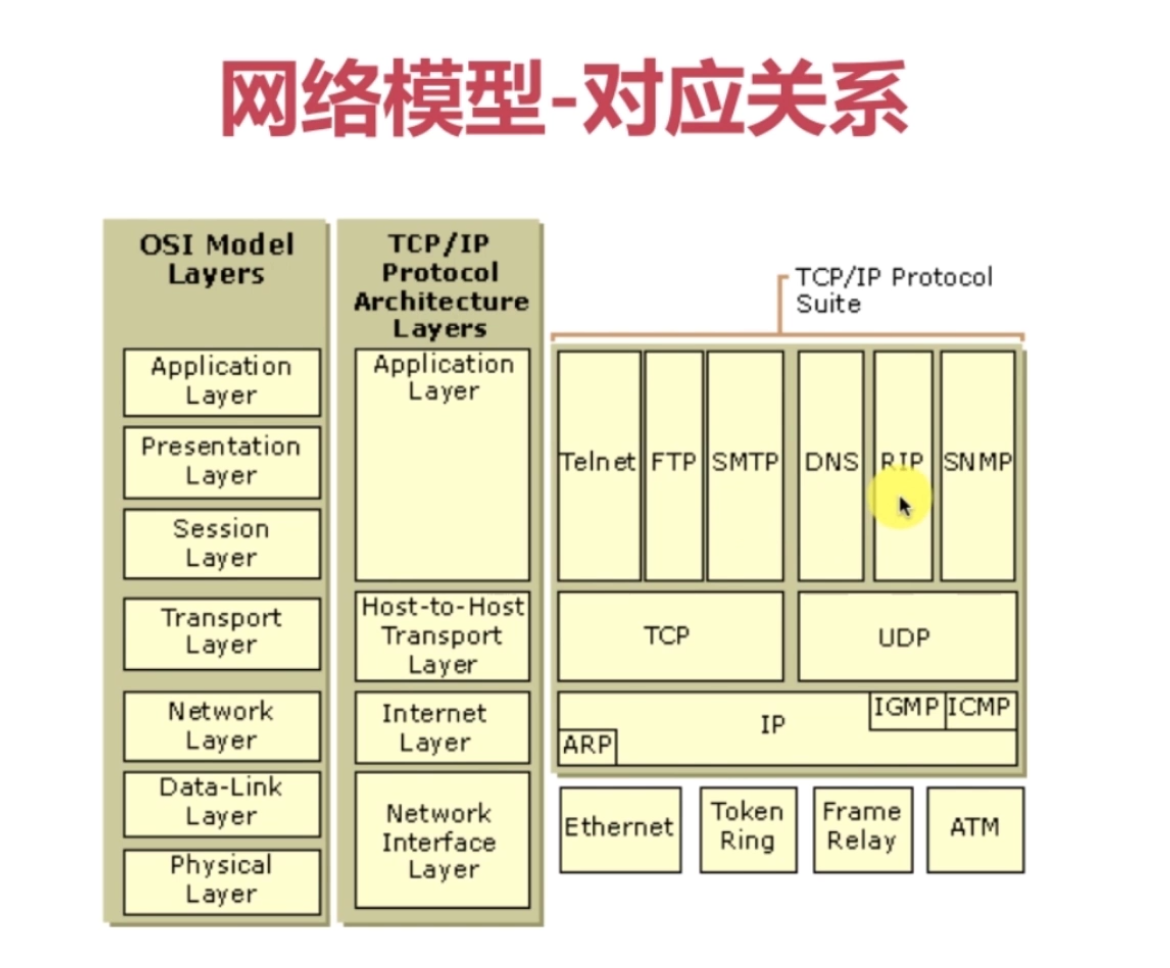 网络模型-对应关系
OSI Model
Layers
Application
Layer
Presentation
Layer
Session
Layer
Transport
Layer
Network
Layer
Data-Link
Layer
Physical
Layer
TCP/IP
Protocol
Architecture
Layers
Application
Layer
Host-to-Host
Transport
Layer
Internet
Layer
Network
Interface
Layer
TCP/IP Protocol
Suite
Telnet
FTP
SMTP
DNS
RIP
SNMP
TCP
UDP
IP
IGMP
ICMP
ARP
Ethernet
Token
Ring
Frame
Relay
ATM